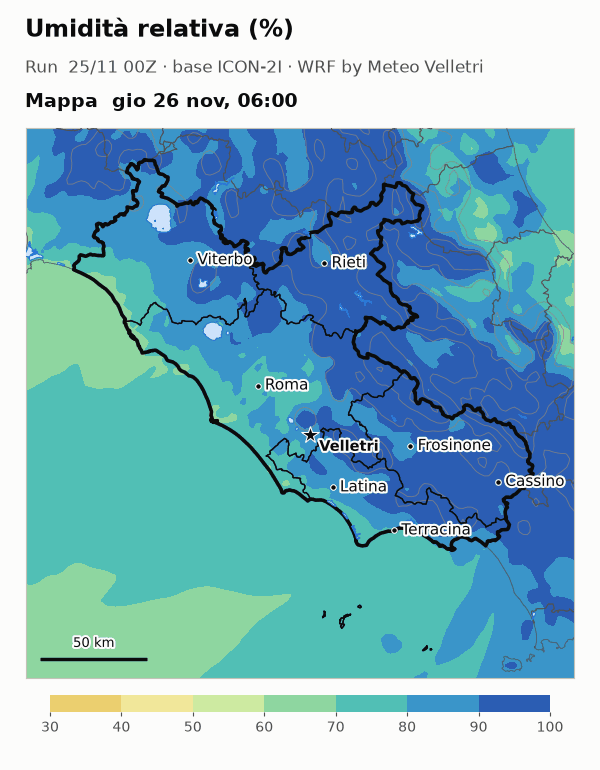 Umidità relativa (%)
Run  25/11 00Z · base ICON-2I · WRF by Meteo Velletri
Mappa  gio 26 nov, 06:00
Viterbo
Rieti
Roma
Velletri
Frosinone
Cassino
Latina
Terracina
50 km
30 40 50 60 70 80 90 100